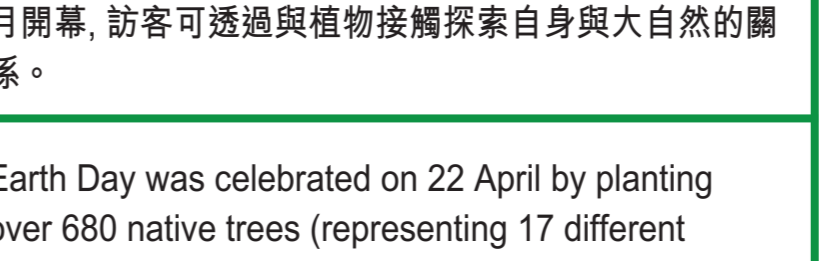 月開幕, 訪客可透過與植物接觸探索自身與大自然的關
係。
Earth Day was celebrated on 22 April by planting
over 680 native trees (representing 17 different